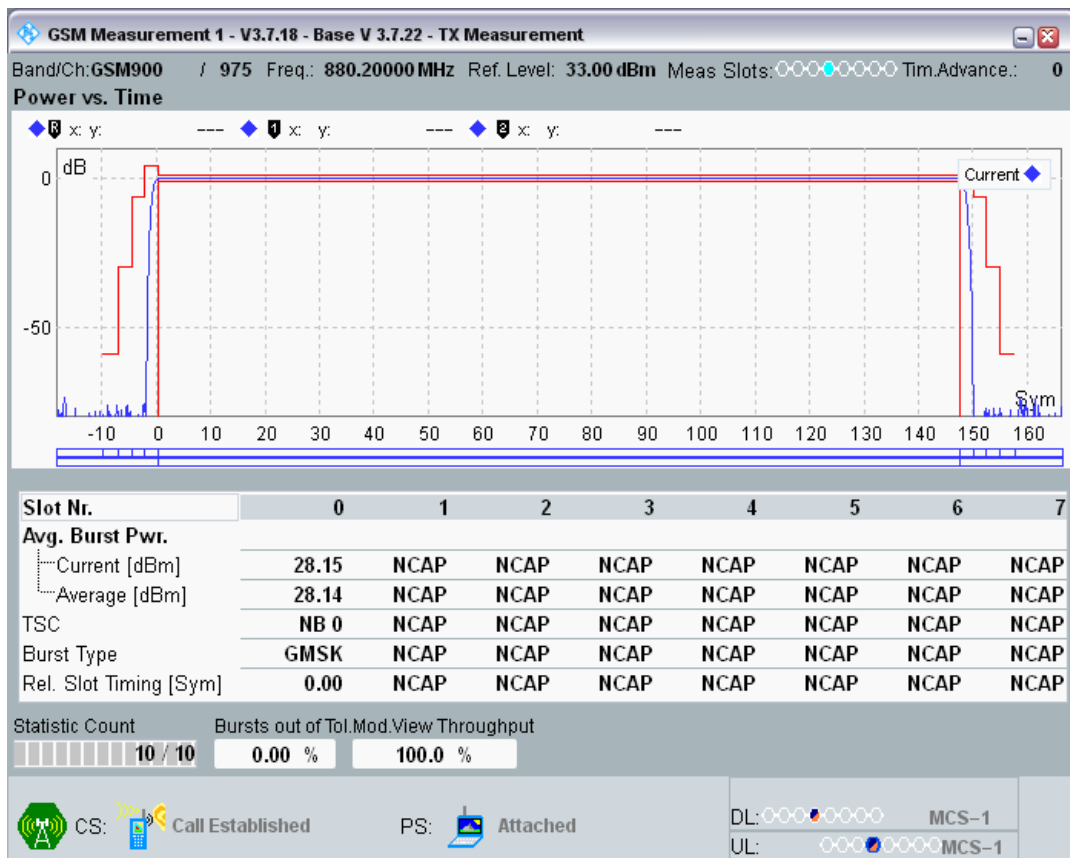 GSM Measurement 1 - V3.7.18 - Base V 3.7.22 - TX Measurement
Band/Ch:GSM900 / 975 Freq.: 880.20000 MHz Ref. Level: 33.00 dBm Meas Slots: Tim.Advance.: 0
Power vs. Time
R x: y: --- 1 x: y: --- 2 x: y: ---
dB
0
Current
-50
Sym
-10 0 10 20 30 40 50 60 70 80 90 100 110 120 130 140 150 160
Slot Nr. 0 1 2 3 4 5 6 7
Avg. Burst Pwr.
Current [dBm] 28.15 NCAP NCAP NCAP NCAP NCAP NCAP NCAP
Average [dBm] 28.14 NCAP NCAP NCAP NCAP NCAP NCAP NCAP
TSC NB 0 NCAP NCAP NCAP NCAP NCAP NCAP NCAP
Burst Type GMSK NCAP NCAP NCAP NCAP NCAP NCAP NCAP
Rel. Slot Timing [Sym] 0.00 NCAP NCAP NCAP NCAP NCAP NCAP NCAP
Statistic Count Bursts out of Tol.Mod.View Throughput
10 / 10 0.00 % 100.0 %
CS: Call Established PS: Attached
DL: MCS-1
UL: MCS-1